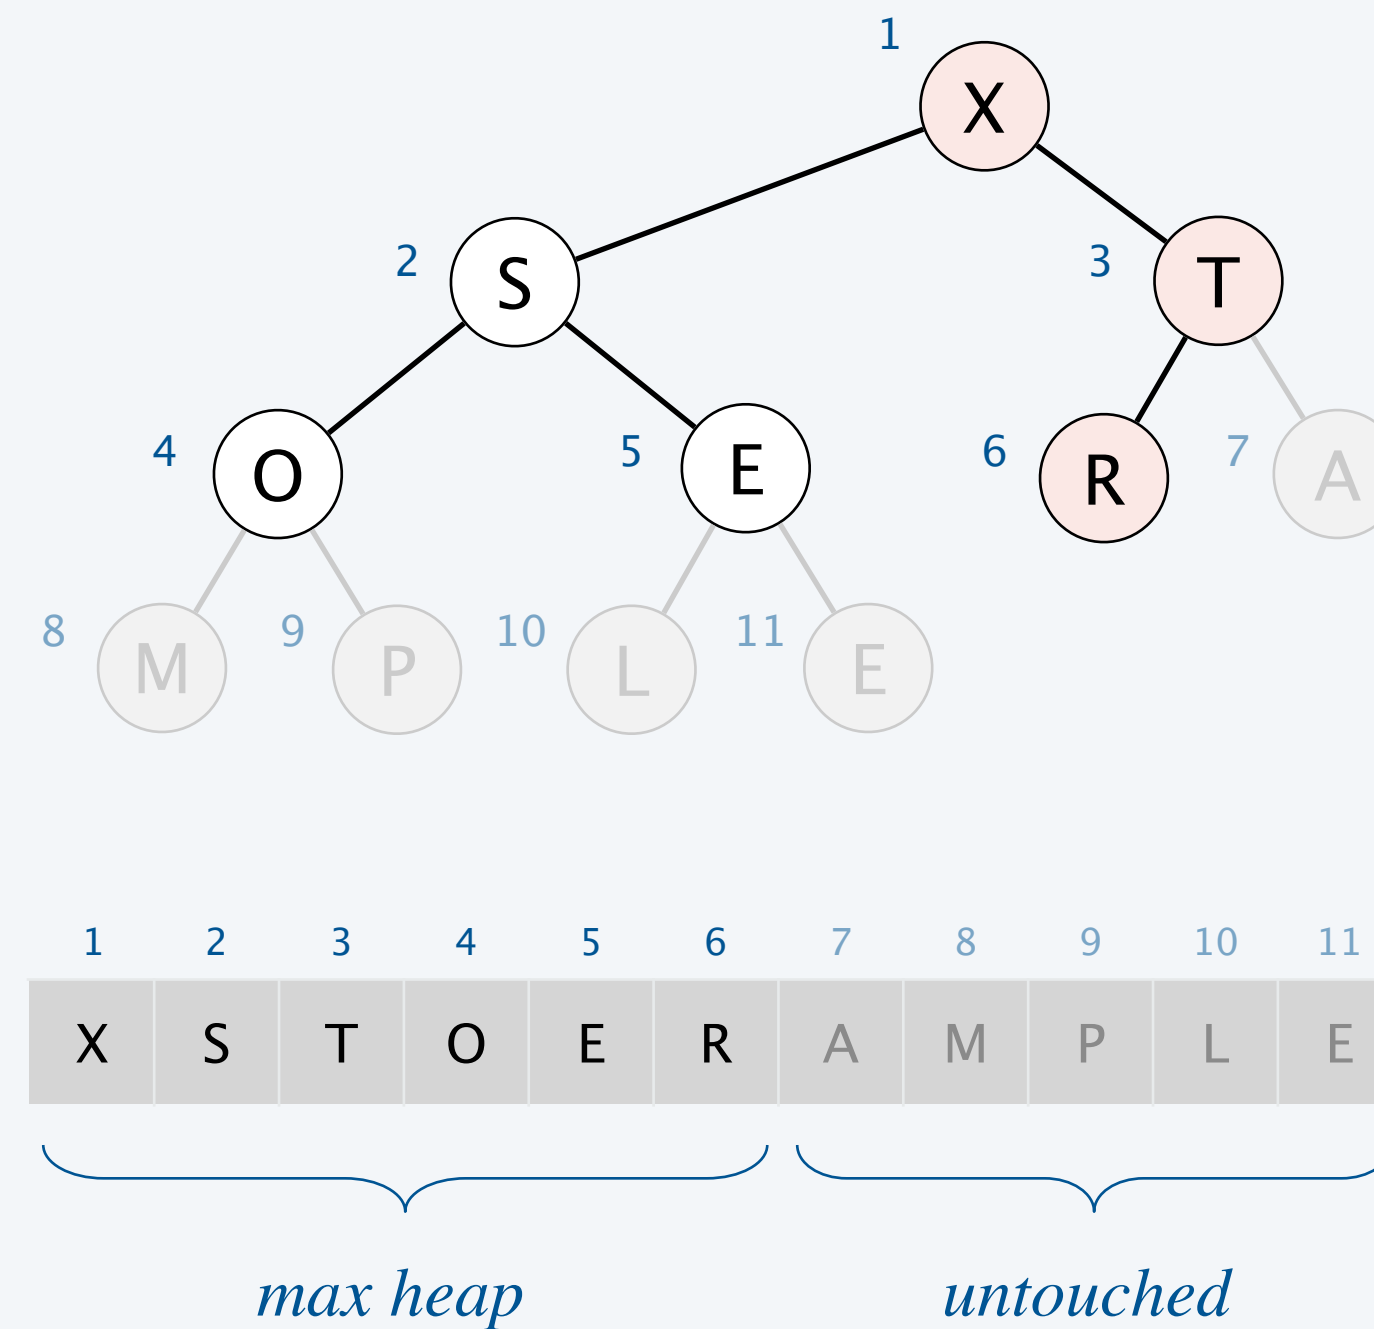 1
X
2 S 3 T
4 O 5 E 6 R 7 A
8 M 9 P 10 L 11 E
1 2 3 4 5 6 7 8 9 10 11
X S T O E R A M P L E
max heap untouched